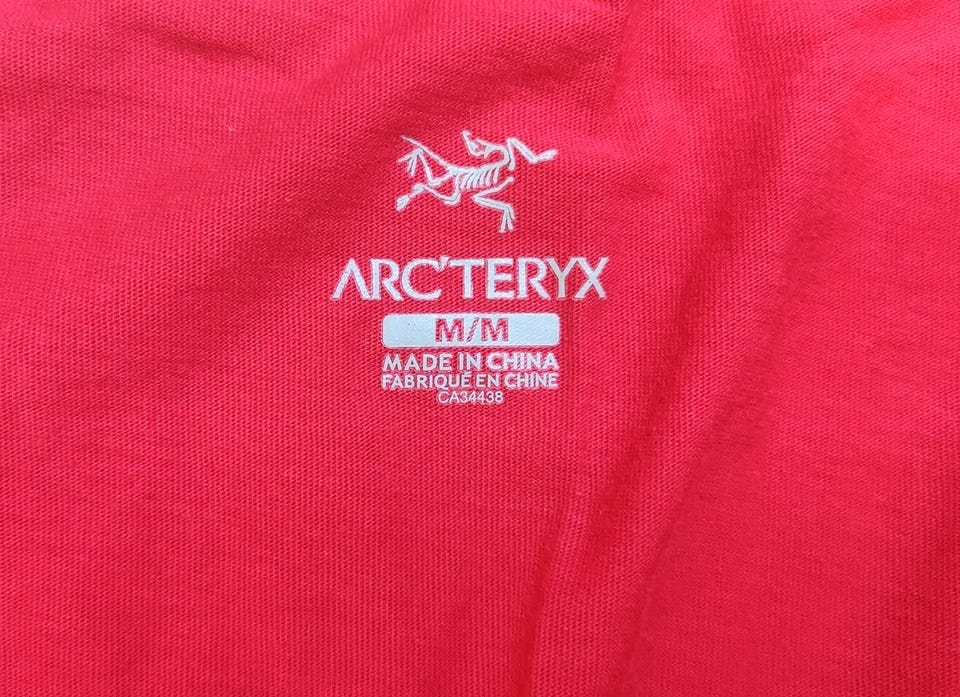 ARC'TERYX
M/M
MADE IN CHINA
FABRIQUÉ EN CHINE
CA34438